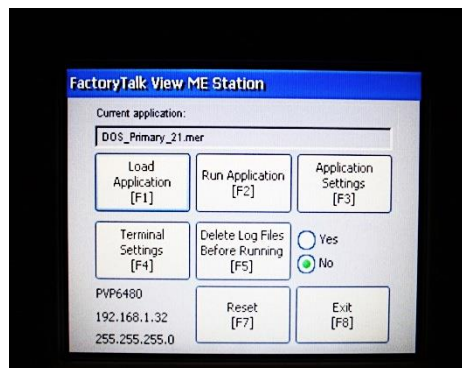 FactoryTalk View ME Station
Current application:
DOS_Primary_21.mer
Load
Application
[F1]
Run Application
[F2]
Application
Settings
[F3]
Terminal
Settings
[F4]
Delete Log Files
Before Running
[F5]
Yes
No
PVP6480
192.168.1.32
255.255.255.0
Reset
[F7]
Exit
[F8]